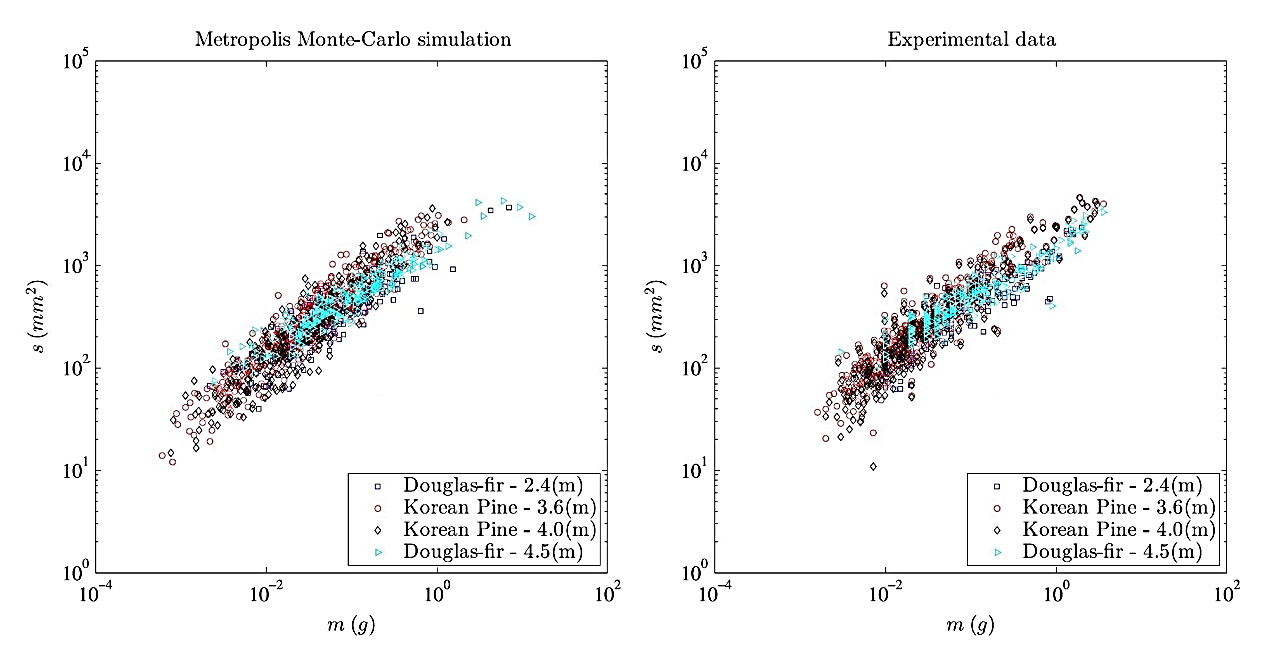 Metropolis Monte-Carlo simulation
10^5
10^4
10^3
10^2
10^1
10^0
s (mm^2)
10^-4
10^-2
10^0
10^2
m (g)
Douglas-fir - 2.4(m)
Korean Pine - 3.6(m)
Korean Pine - 4.0(m)
Douglas-fir - 4.5(m)
Experimental data
10^5
10^4
10^3
10^2
10^1
10^0
s (mm^2)
10^-4
10^-2
10^0
10^2
m (g)
Douglas-fir - 2.4(m)
Korean Pine - 3.6(m)
Korean Pine - 4.0(m)
Douglas-fir - 4.5(m)